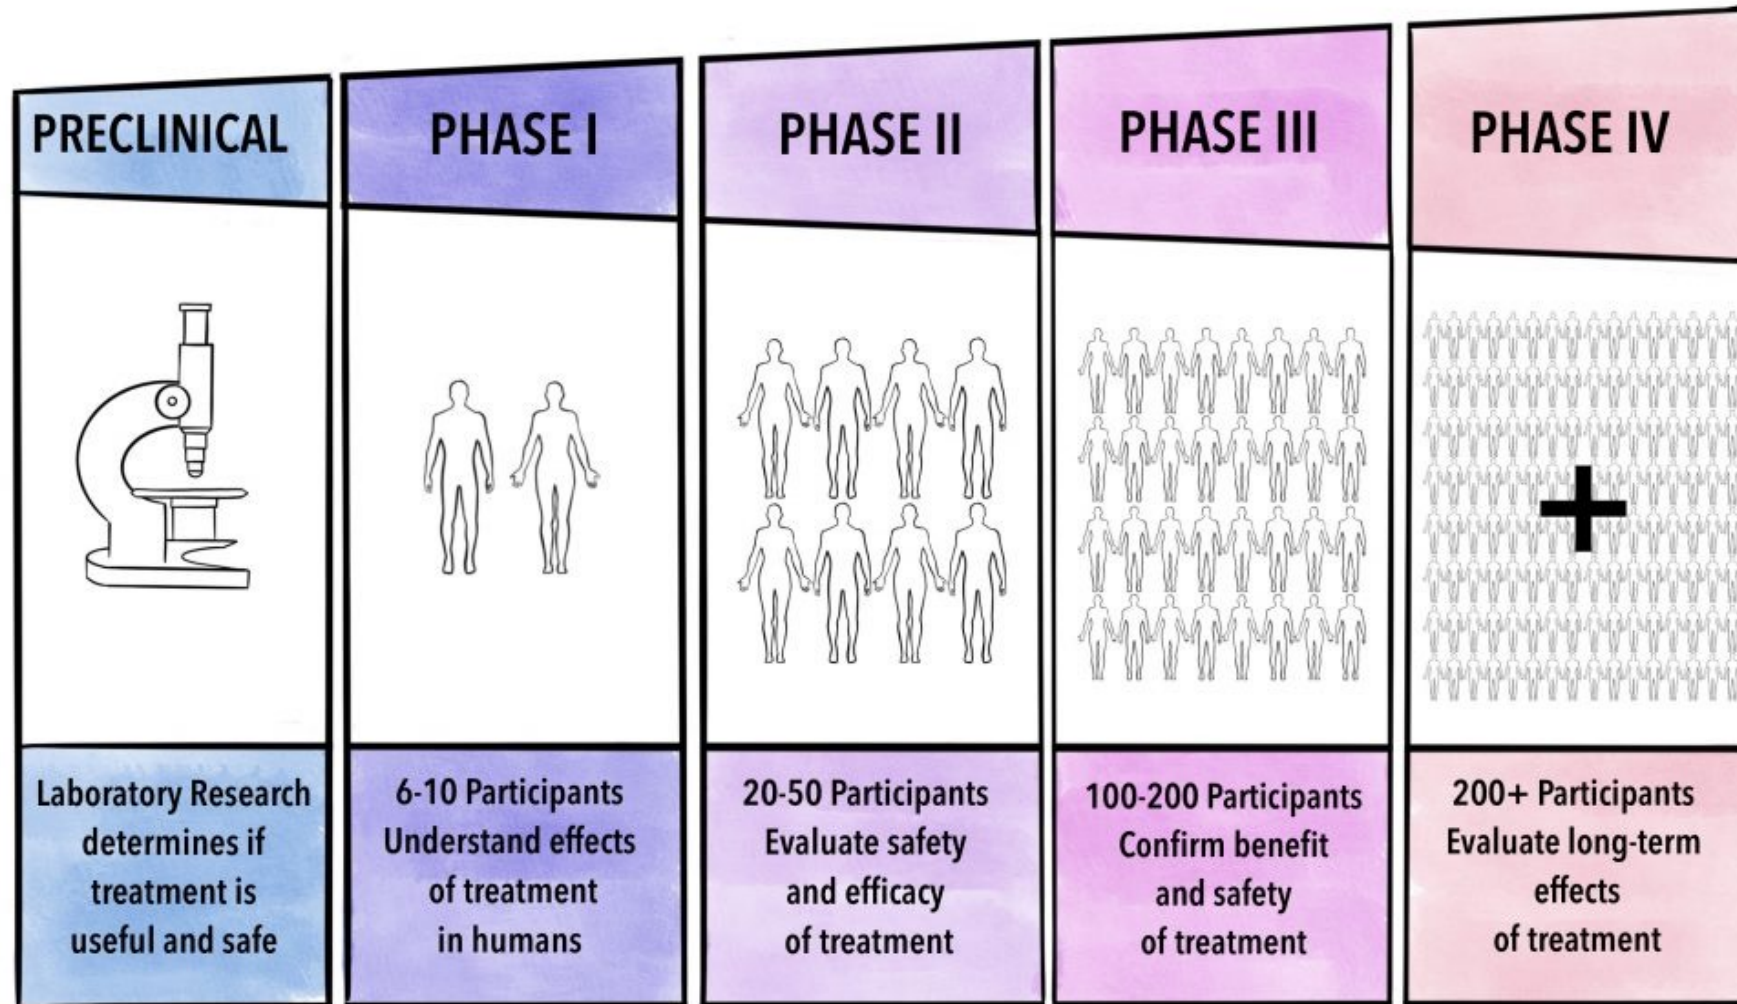 PRECLINICAL
PHASE I
PHASE II
PHASE III
PHASE IV
Laboratory Research
determines if
treatment is
useful and safe
6-10 Participants
Understand effects
of treatment
in humans
20-50 Participants
Evaluate safety
and efficacy
of treatment
100-200 Participants
Confirm benefit
and safety
of treatment
200+ Participants
Evaluate long-term
effects
of treatment